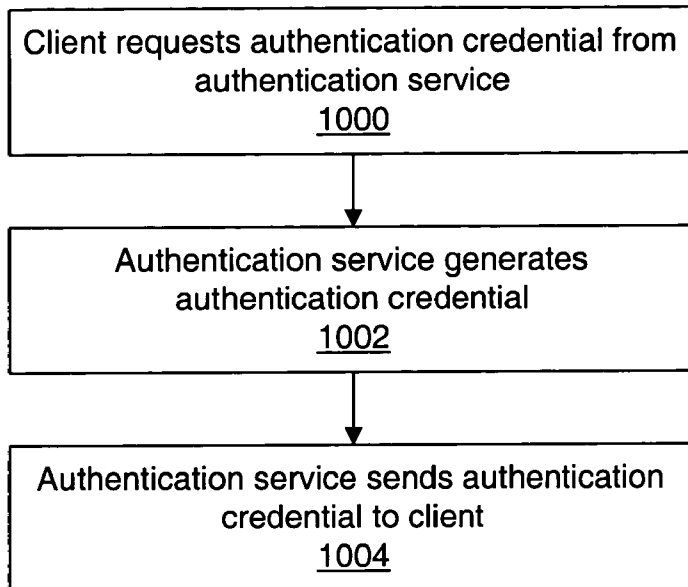 Client requests authentication credential from
authentication service
1000
Authentication service generates
authentication credential
1002
Authentication service sends authentication
credential to client
1004